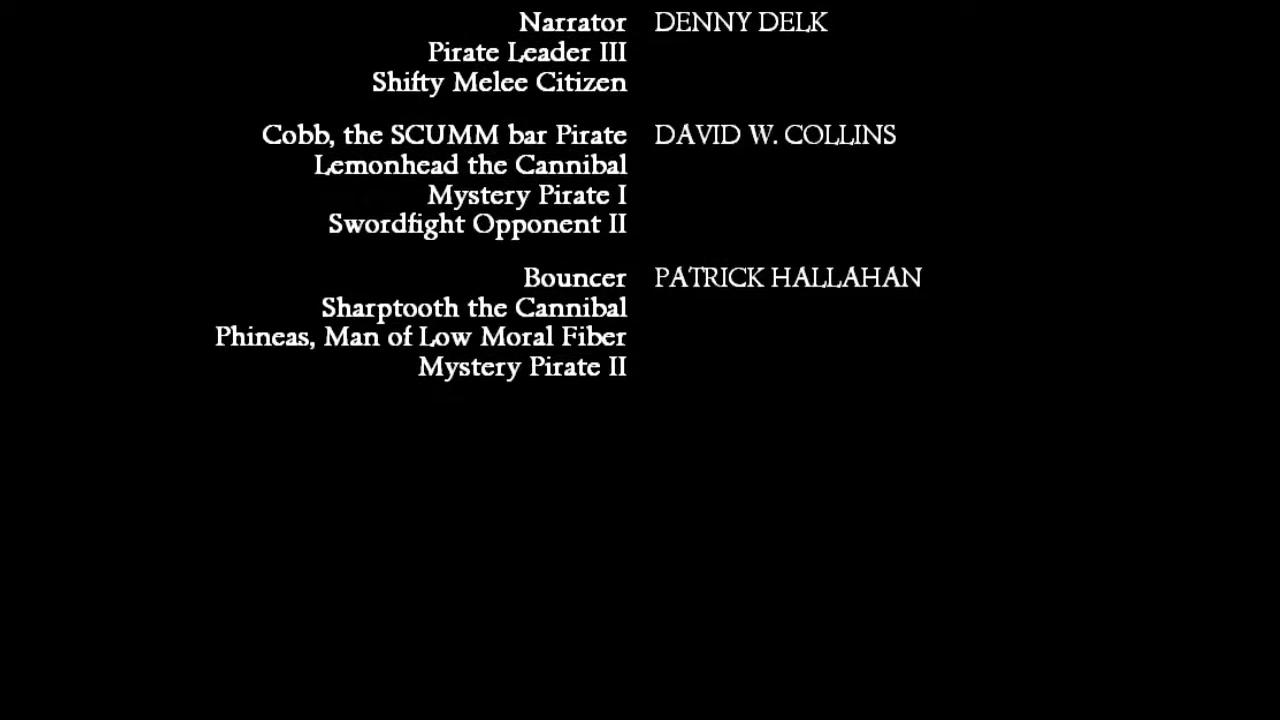 Narrator DENNY DELK
Pirate Leader III
Shifty Melee Citizen
Cobb, the SCUMM bar Pirate DAVID W. COLLINS
Lemonhead the Cannibal
Mystery Pirate I
Swordfight Opponent II
Bouncer PATRICK HALLAHAN
Sharptooth the Cannibal
Phineas, Man of Low Moral Fiber
Mystery Pirate II